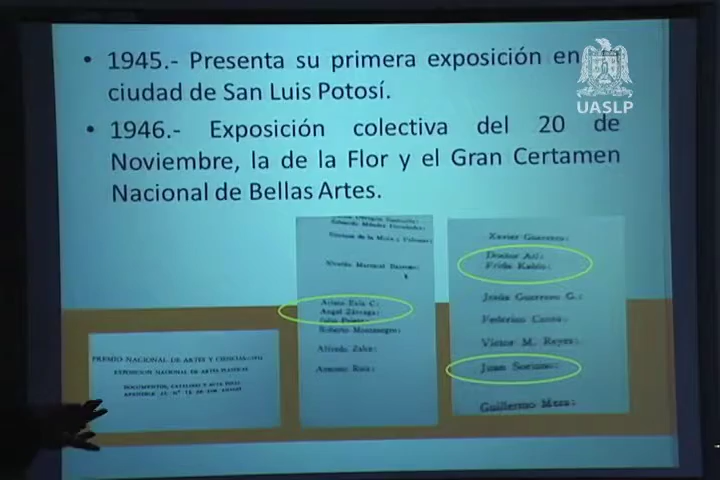 • 1945.- Presenta su primera exposición en
ciudad de San Luis Potosí.
UASLP
• 1946.- Exposición colectiva del 20 de
Noviembre, la de la Flor y el Gran Certamen
Nacional de Bellas Artes.
Xavier Guerrero:
Doctor Atl:
Frida Kahlo:
Jesús Guerrero G.:
Federico Cantú:
Víctor M. Reyes:
Juan Soriano:
Guillermo Meza:
Angel Zárraga:
Roberto Montenegro:
Alfredo Zalce:
Antonio Ruiz:
PREMIO NACIONAL DE ARTES Y CIENCIAS
EXPOSICION NACIONAL DE ARTES PLASTICAS